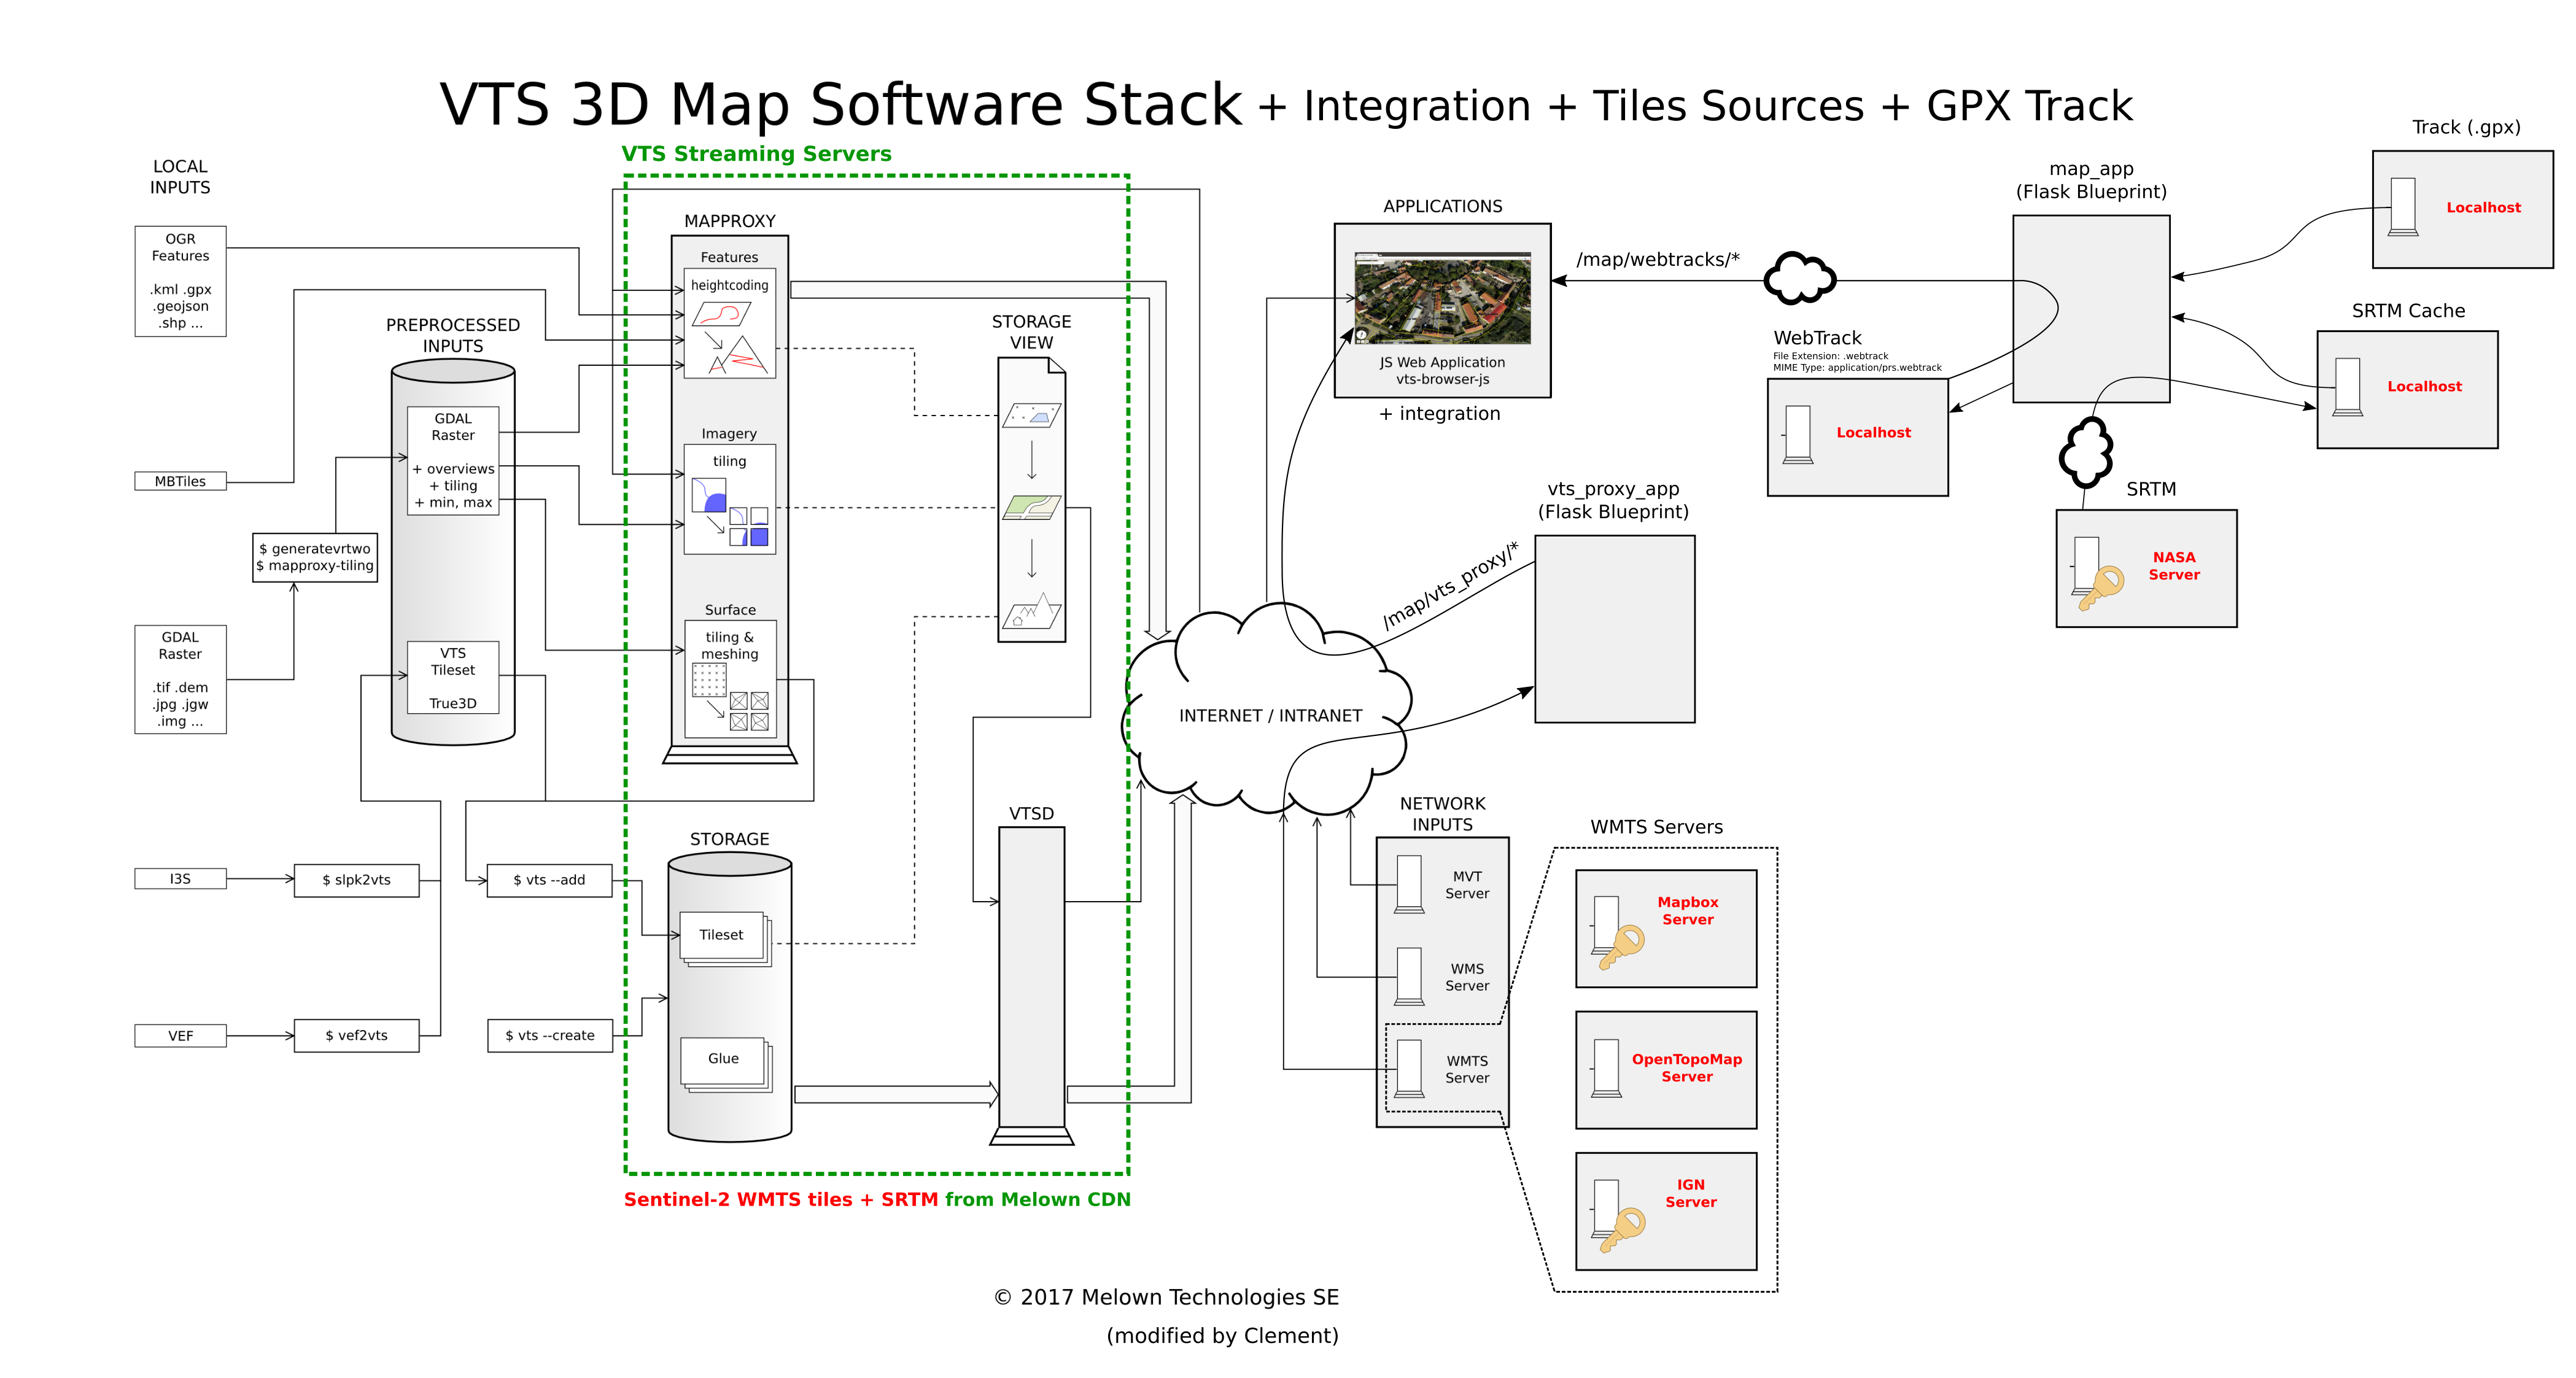 VTS 3D Map Software Stack + Integration + Tiles Sources + GPX Track
VTS Streaming Servers
LOCAL
INPUTS
OGR
Features
.kml .gpx
.geojson
.shp ...
MBTiles
$ generatevrtwo
$ mapproxy-tiling
GDAL
Raster
.tif .dem
.jpg .jgw
.img ...
I3S
$ slpk2vts
VEF
$ vef2vts
PREPROCESSED
INPUTS
GDAL
Raster
+ overviews
+ tiling
+ min, max
VTS
Tileset
True3D
$ vts --add
$ vts --create
MAPPROXY
Features
heightcoding
Imagery
tiling
Surface
tiling &
meshing
STORAGE
Tileset
Glue
STORAGE
VIEW
VTSD
Sentinel-2 WMTS tiles + SRTM from Melown CDN
INTERNET / INTRANET
APPLICATIONS
JS Web Application
vts-browser-js
+ integration
/map/webtracks/*
map_app
(Flask Blueprint)
Track (.gpx)
Localhost
SRTM Cache
Localhost
WebTrack
File Extension: .webtrack
MIME Type: application/prs.webtrack
Localhost
SRTM
NASA
Server
vts_proxy_app
(Flask Blueprint)
/map/vts_proxy/*
NETWORK
INPUTS
MVT
Server
WMS
Server
WMTS
Server
WMTS Servers
Mapbox
Server
OpenTopoMap
Server
IGN
Server
© 2017 Melown Technologies SE
(modified by Clement)